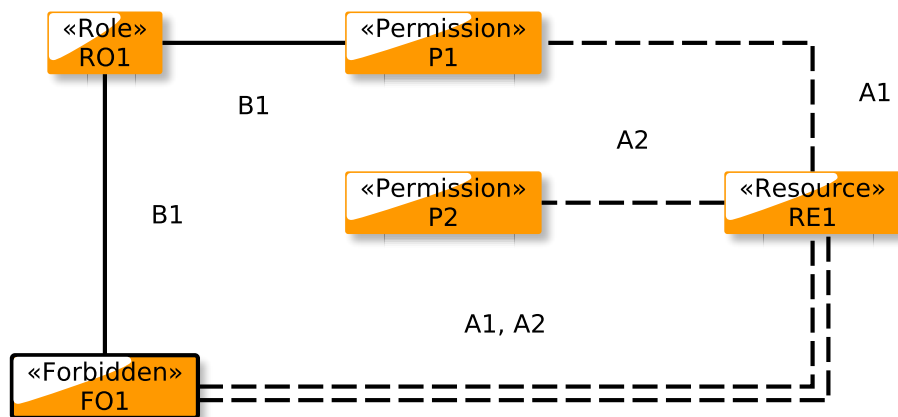 «Role»
RO1
«Permission»
P1
B1
A1
A2
«Permission»
P2
«Resource»
RE1
B1
A1, A2
«Forbidden»
FO1